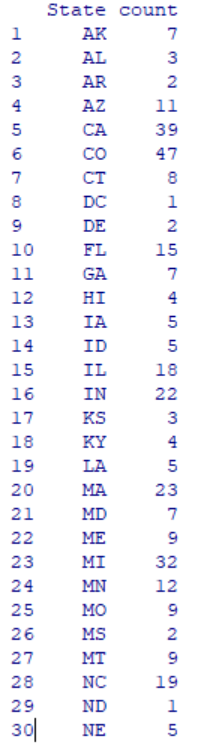 State count
1 AK 7
2 AL 3
3 AR 2
4 AZ 11
5 CA 39
6 CO 47
7 CT 8
8 DC 1
9 DE 2
10 FL 15
11 GA 7
12 HI 4
13 IA 5
14 ID 5
15 IL 18
16 IN 22
17 KS 3
18 KY 4
19 LA 5
20 MA 23
21 MD 7
22 ME 9
23 MI 32
24 MN 12
25 MO 9
26 MS 2
27 MT 9
28 NC 19
29 ND 1
30 NE 5